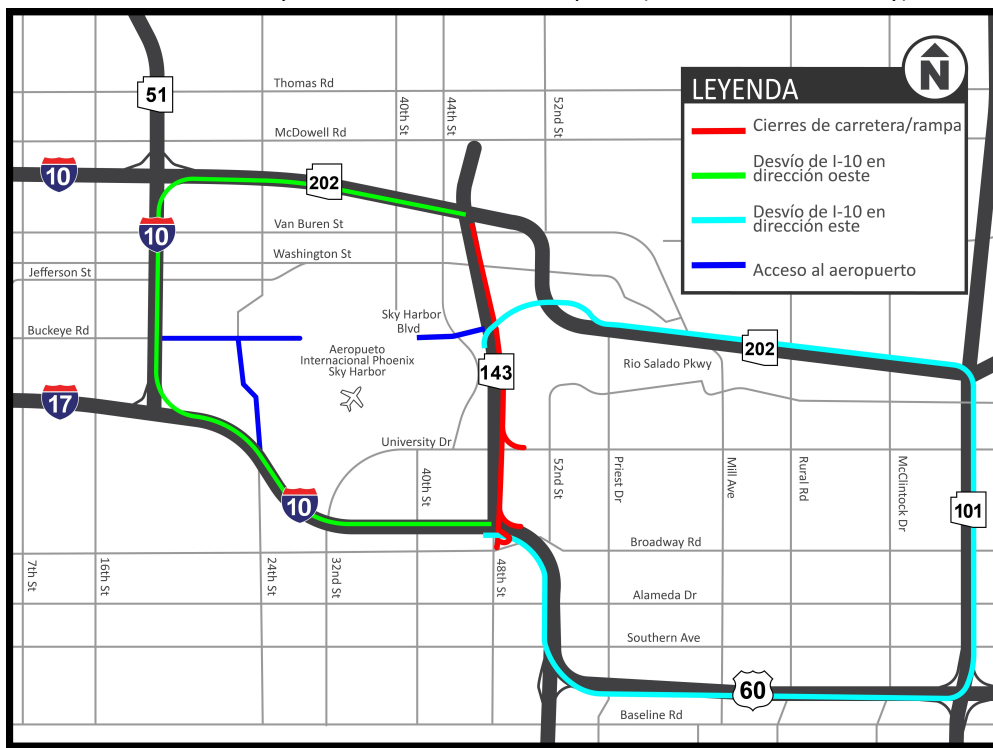 LEYENDA
N
Cierres de carretera/rampa
Desvío de I-10 en
dirección oeste
Desvío de I-10 en
dirección este
Acceso al aeropuerto
51
Thomas Rd
40th St
44th St
52nd St
McDowell Rd
10
202
10
Van Buren St
Washington St
Jefferson St
Sky Harbor
Blvd
Buckeye Rd
Aeropueto
Internacional Phoenix
Sky Harbor
202
Rio Salado Pkwy
143
17
University Dr
40th St
52nd St
Priest Dr
Mill Ave
Rural Rd
McClintock Dr
10
101
Broadway Rd
7th St
16th St
24th St
32nd St
48th St
Alameda Dr
Southern Ave
60
Baseline Rd